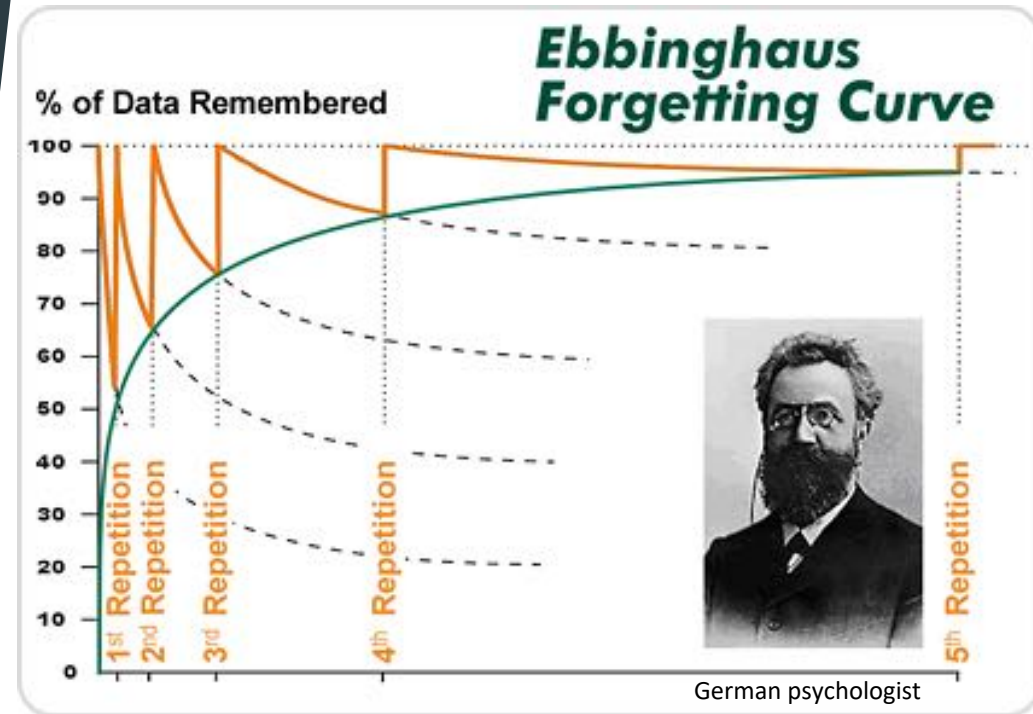 Ebbinghaus
Forgetting Curve
% of Data Remembered
100
90
80
70
60
50
40
30
20
10
0
1st Repetition
2nd Repetition
3rd Repetition
4th Repetition
5th Repetition
German psychologist